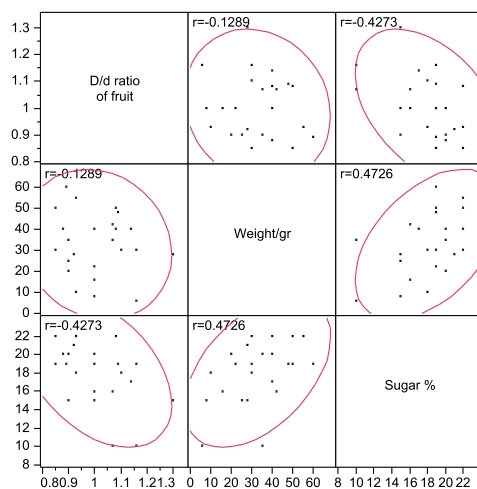 r=-0.1289
r=-0.4273
1.3
1.2
1.1
1
0.9
0.8
D/d ratio
of fruit
r=-0.1289
r=0.4726
60
50
40
30
20
10
0
Weight/gr
r=-0.4273
r=0.4726
22
20
18
16
14
12
10
8
Sugar %
0.80.9 1 1.1 1.21.3 0 10 20 30 40 50 60 8 10 12 14 16 18 20 22